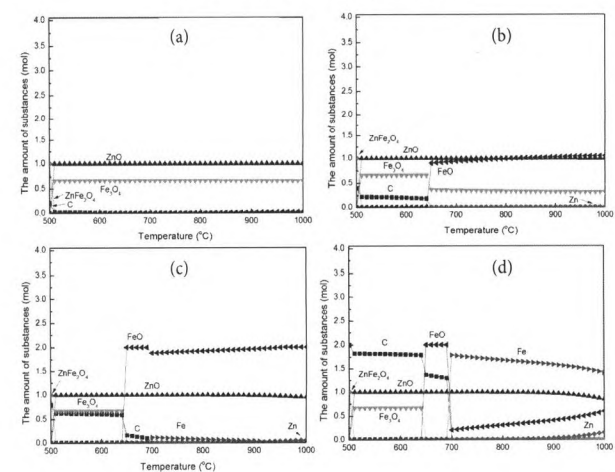 (a)
The amount of substances (mol)
4.0
3.5
3.0
2.5
2.0
1.5
1.0
0.5
0.0
ZnO
ZnFe₂O₄
Fe₃O₄
C
500 600 700 800 900 1000
Temperature (°C)
(b)
The amount of substances (mol)
4.0
3.5
3.0
2.5
2.0
1.5
1.0
0.5
0.0
ZnFe₂O₄
ZnO
Fe₃O₄
FeO
C
Zn
500 600 700 800 900 1000
Temperature (°C)
(c)
The amount of substances (mol)
4.0
3.5
3.0
2.5
2.0
1.5
1.0
0.5
0.0
FeO
ZnFe₂O₄
ZnO
Fe₃O₄
C
Fe
Zn
500 600 700 800 900 1000
Temperature (°C)
(d)
The amount of substances (mol)
4.0
3.5
3.0
2.5
2.0
1.5
1.0
0.5
0.0
C
FeO
Fe
ZnFe₂O₄
ZnO
Fe₃O₄
Zn
500 600 700 800 900 1000
Temperature (°C)